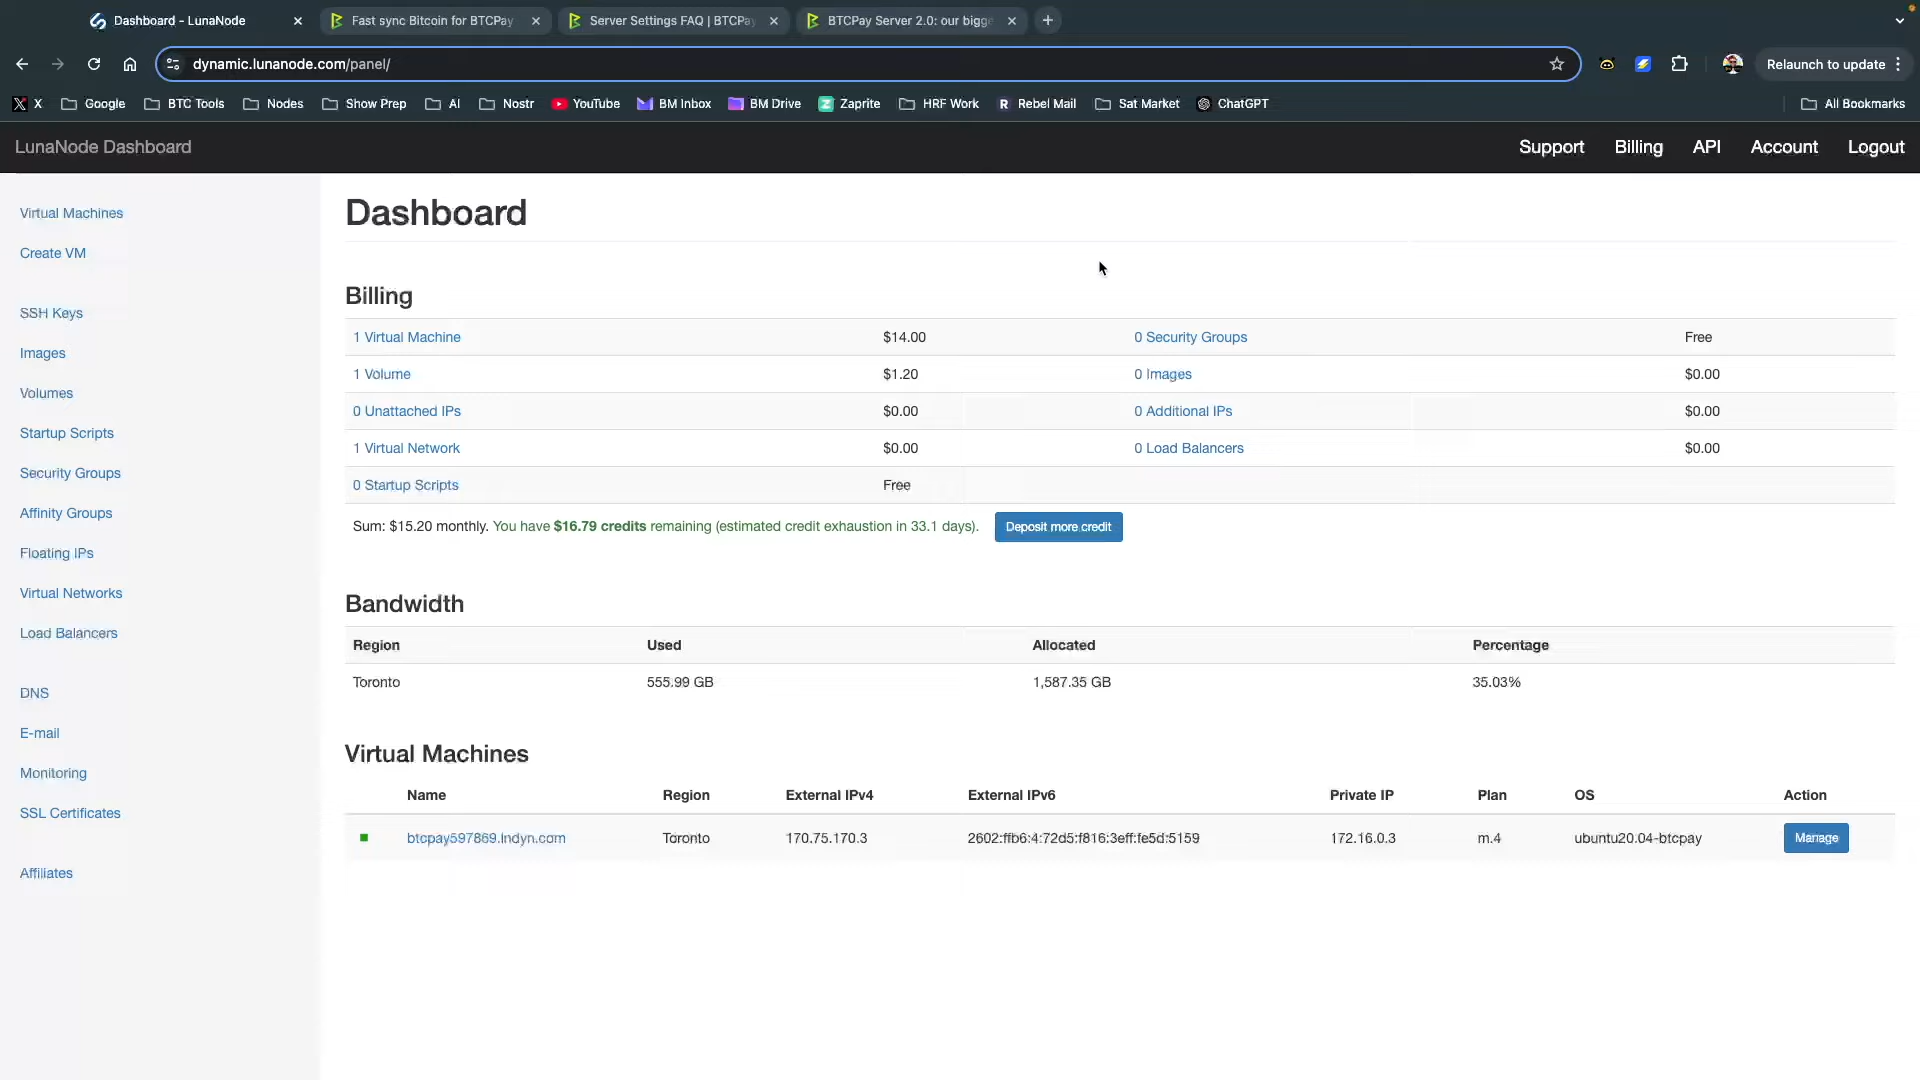 Dashboard - LunaNode
Fast sync Bitcoin for BTCPay
Server Settings FAQ | BTCPay
BTCPay Server 2.0: our bigge
dynamic.lunanode.com/panel/
Relaunch to update
X
Google
BTC Tools
Nodes
Show Prep
AI
Nostr
YouTube
BM Inbox
BM Drive
Zaprite
HRF Work
Rebel Mail
Sat Market
ChatGPT
All Bookmarks
LunaNode Dashboard
Support
Billing
API
Account
Logout
Virtual Machines
Create VM
SSH Keys
Images
Volumes
Startup Scripts
Security Groups
Affinity Groups
Floating IPs
Virtual Networks
Load Balancers
DNS
E-mail
Monitoring
SSL Certificates
Affiliates
Dashboard
Billing
1 Virtual Machine $14.00 0 Security Groups Free
1 Volume $1.20 0 Images $0.00
0 Unattached IPs $0.00 0 Additional IPs $0.00
1 Virtual Network $0.00 0 Load Balancers $0.00
0 Startup Scripts Free
Sum: $15.20 monthly. You have $16.79 credits remaining (estimated credit exhaustion in 33.1 days). Deposit more credit
Bandwidth
Region Used Allocated Percentage
Toronto 555.99 GB 1,587.35 GB 35.03%
Virtual Machines
Name Region External IPv4 External IPv6 Private IP Plan OS Action
btcpay597869.lndyn.com Toronto 170.75.170.3 2602:ffb6:4:72d5:f816:3eff:fe5d:5159 172.16.0.3 m.4 ubuntu20.04-btcpay Manage